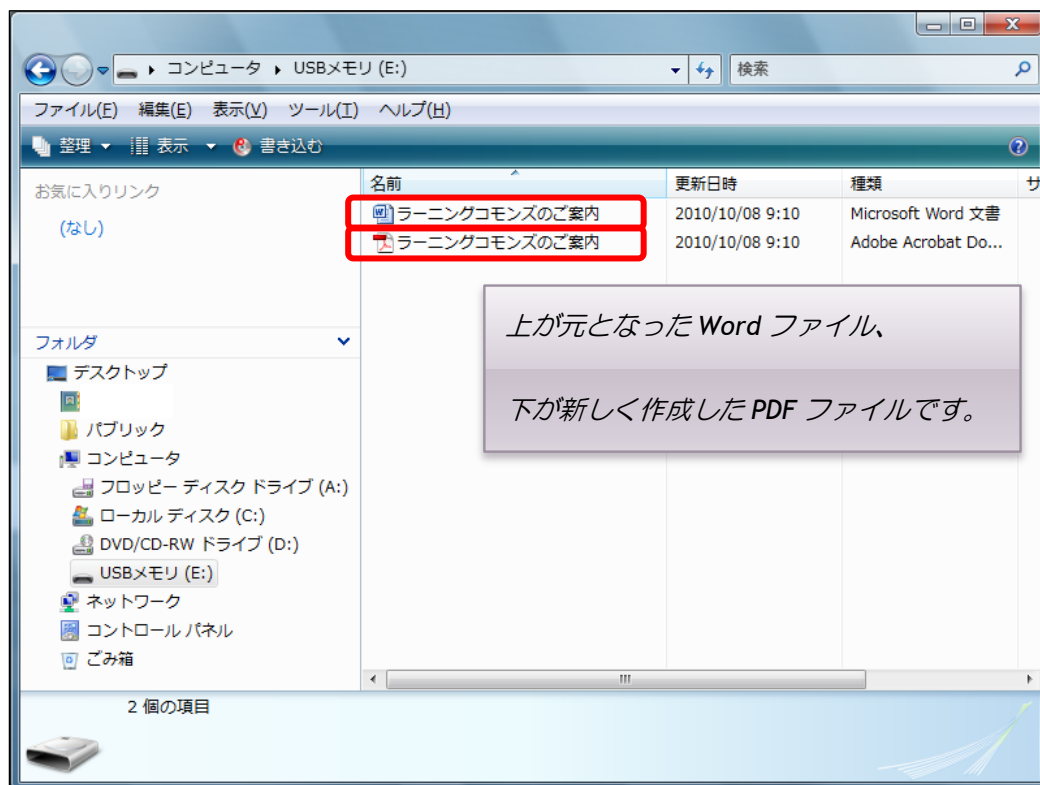 コンピュータ ▸ USBメモリ (E:)
検索
ファイル(F) 編集(E) 表示(V) ツール(T) ヘルプ(H)
整理 表示 書き込む
お気に入りリンク
(なし)
名前 更新日時 種類 サ
ラーニングコモンズのご案内 2010/10/08 9:10 Microsoft Word 文書
ラーニングコモンズのご案内 2010/10/08 9:10 Adobe Acrobat Do...
上が元となった Word ファイル、
下が新しく作成した PDF ファイルです。
フォルダ
デスクトップ
パブリック
コンピュータ
フロッピー ディスク ドライブ (A:)
ローカル ディスク (C:)
DVD/CD-RW ドライブ (D:)
USBメモリ (E:)
ネットワーク
コントロール パネル
ごみ箱
2 個の項目